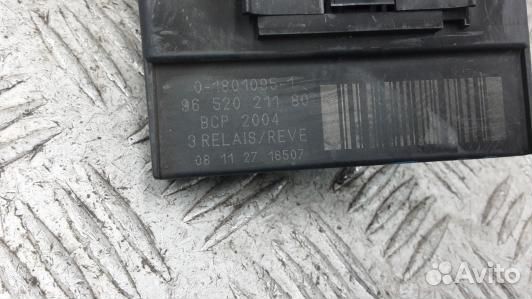 0-1801095-1
96 520 211 80
BCP 2004
3 RELAIS/REVE
08 11 27 16507
Avito